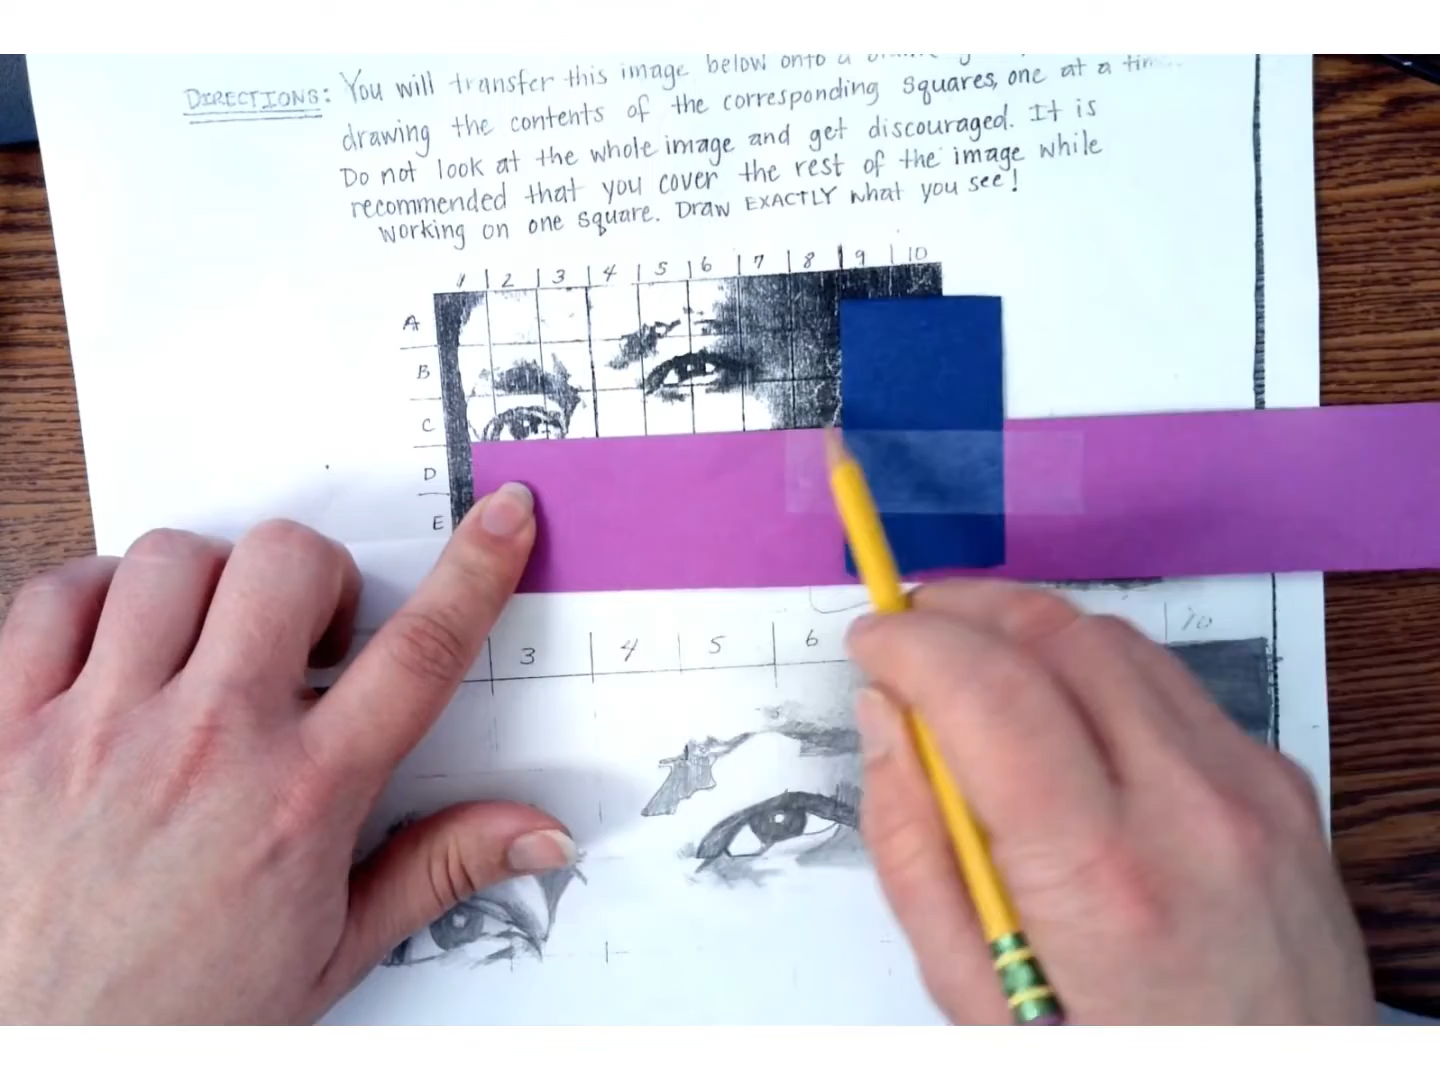 DIRECTIONS: You will transfer this image below onto a
drawing the contents of the corresponding squares, one at a
Do not look at the whole image and get discouraged. It is
recommended that you cover the rest of the image while
working on one square. Draw EXACTLY what you see!
1 2 3 4 5 6 7 8 9 10
A
B
C
D
E
3 4 5 6 10